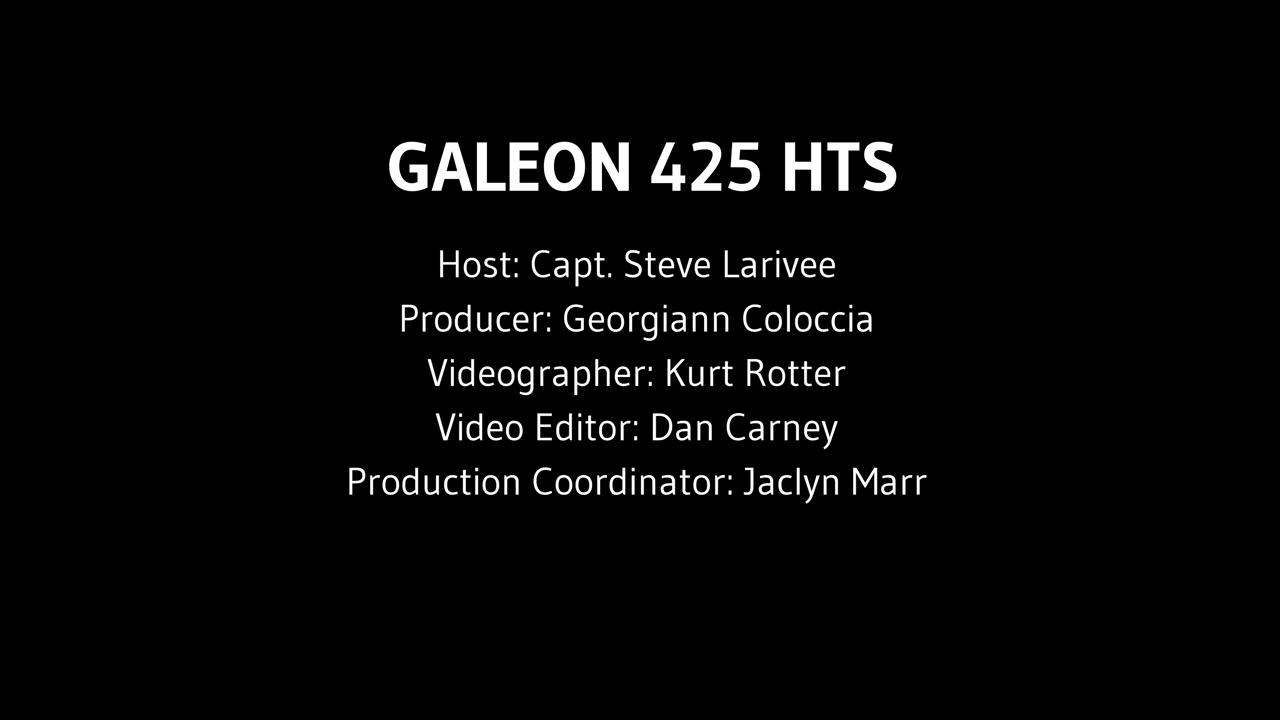 GALEON 425 HTS
Host: Capt. Steve Larivee
Producer: Georgiann Coloccia
Videographer: Kurt Rotter
Video Editor: Dan Carney
Production Coordinator: Jaclyn Marr